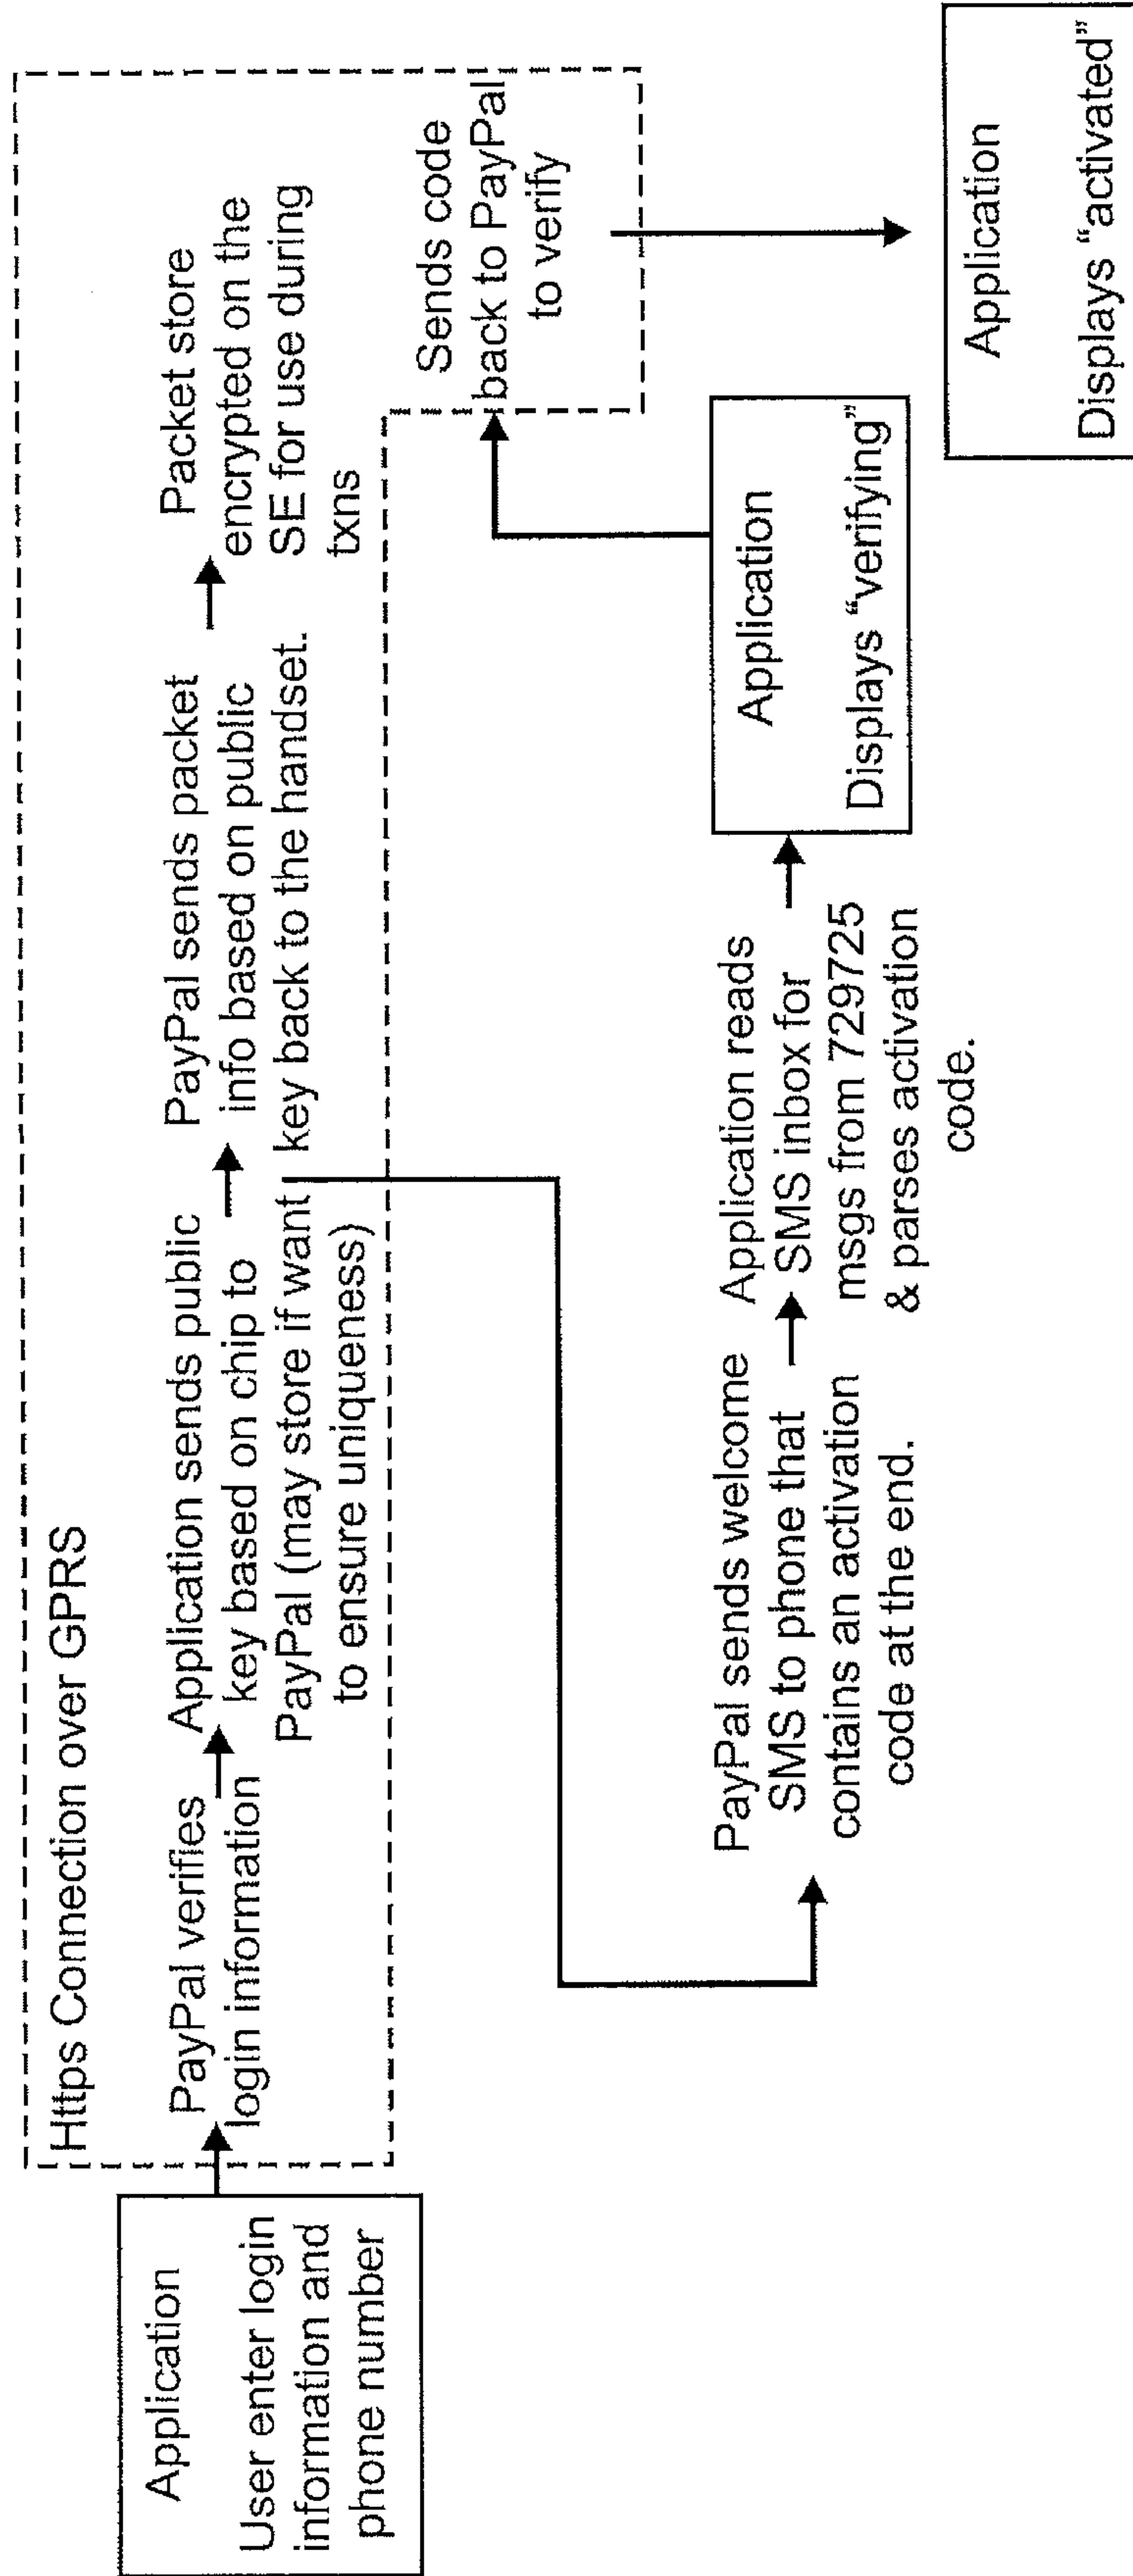 Application
User enter login
information and
phone number
Https Connection over GPRS
PayPal verifies
login information
Application sends public
key based on chip to
PayPal (may store if want
to ensure uniqueness)
PayPal sends packet
info based on public
key back to the handset.
Packet store
encrypted on the
SE for use during
txns
PayPal sends welcome
SMS to phone that
contains an activation
code at the end.
Application reads
SMS inbox for
msgs from 729725
& parses activation
code.
Application
Displays “verifying”
Sends code
back to PayPal
to verify
Application
Displays “activated”